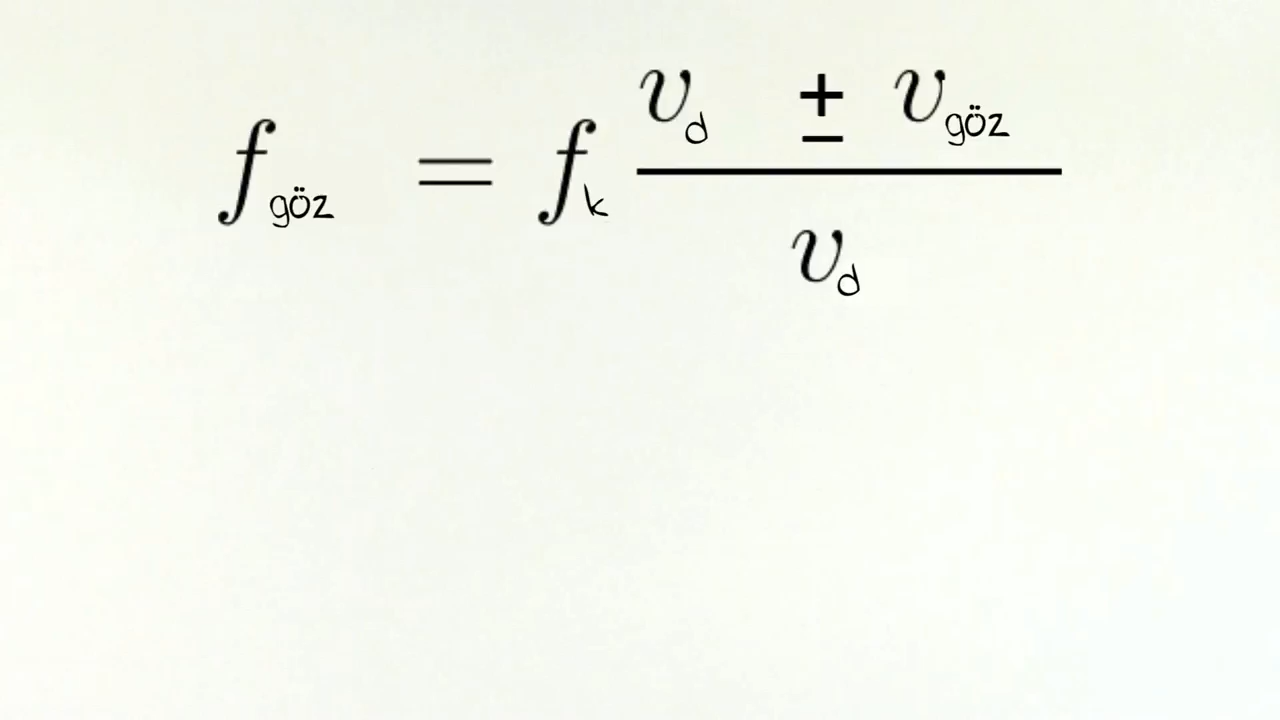 f_göz = f_k (v_d ± v_göz) / v_d